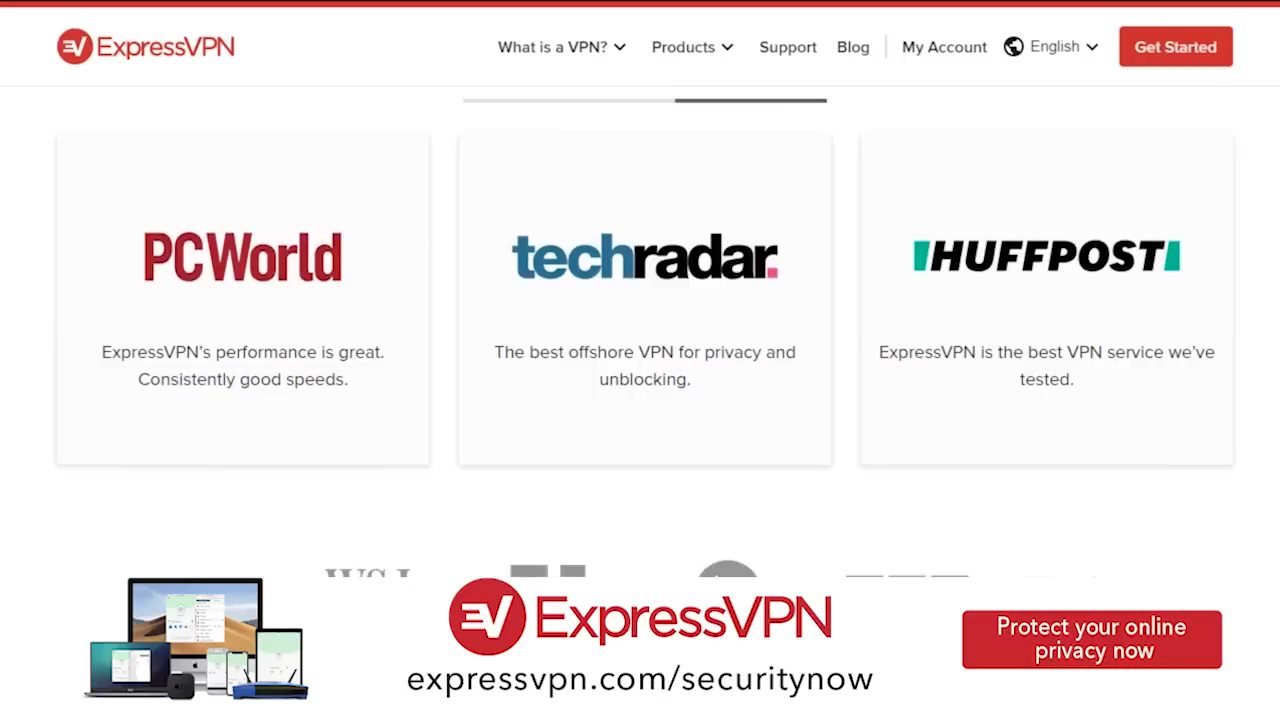 ExpressVPN
What is a VPN?
Products
Support
Blog
My Account
English
Get Started
PCWorld
ExpressVPN's performance is great.
Consistently good speeds.
techradar.
The best offshore VPN for privacy and
unblocking.
HUFFPOST
ExpressVPN is the best VPN service we've
tested.
ExpressVPN
expressvpn.com/securitynow
Protect your online
privacy now